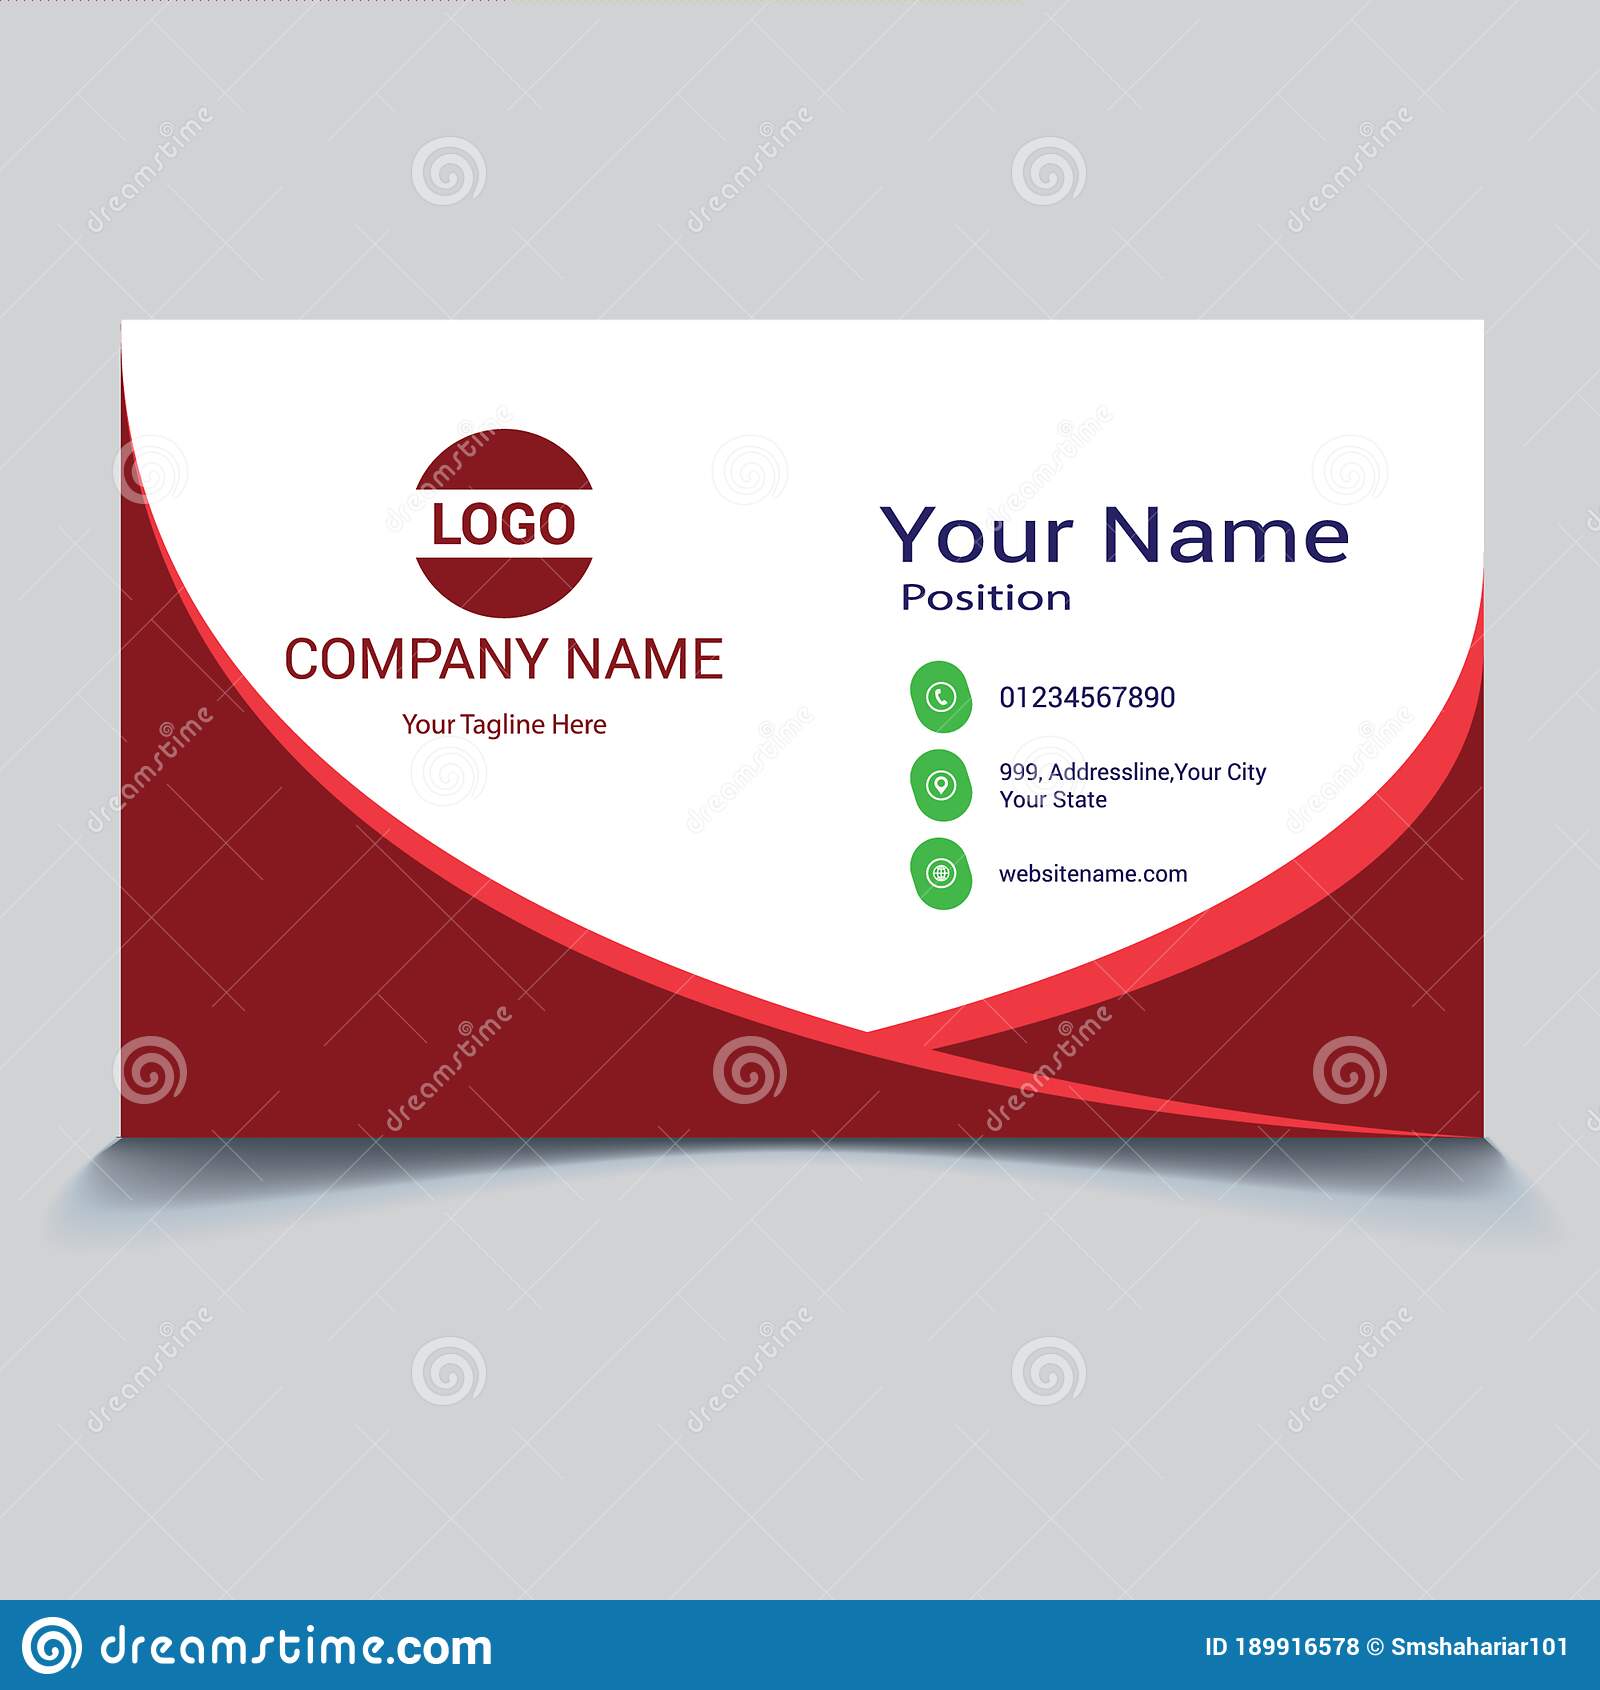 LOGO
COMPANY NAME
Your Tagline Here
Your Name
Position
01234567890
999, Addressline,Your City
Your State
websitename.com
dreamstime
dreamstime.com
ID 189916578 © Smshahariar101